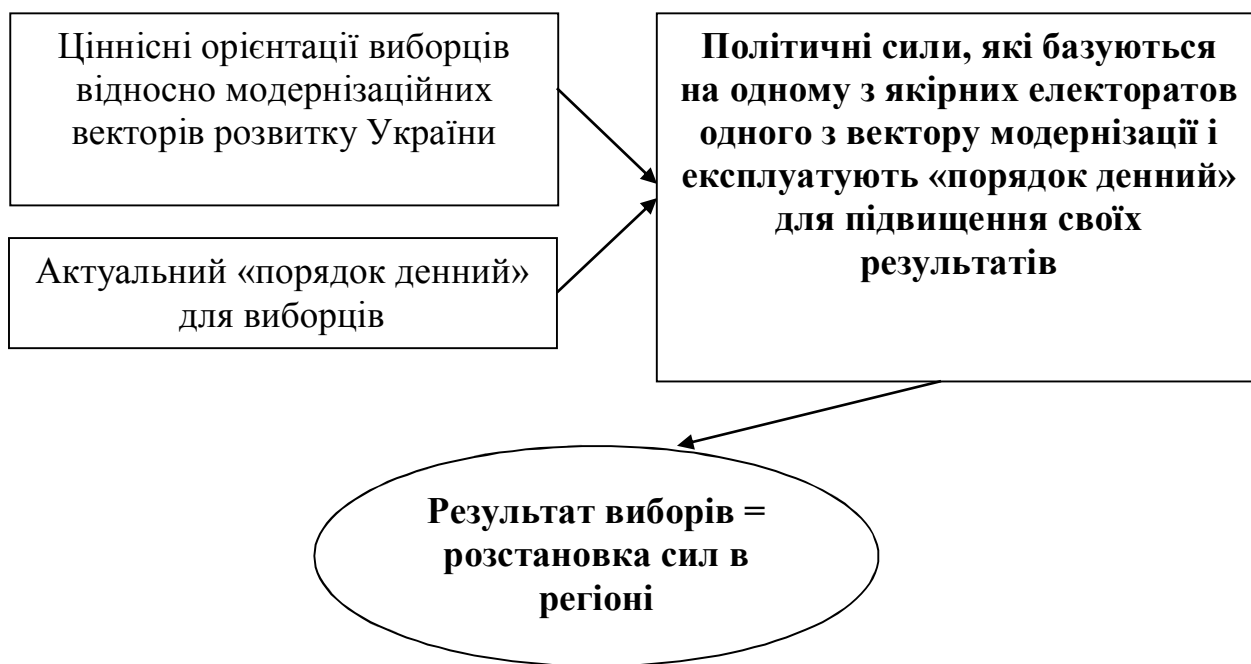 Ціннісні орієнтації виборців
відносно модернізаційних
векторів розвитку України
Актуальний «порядок денний»
для виборців
Політичні сили, які базуються
на одному з якірних електоратов
одного з вектору модернізації і
експлуатують «порядок денний»
для підвищення своїх
результатів
Результат виборів =
розстановка сил в
регіоні